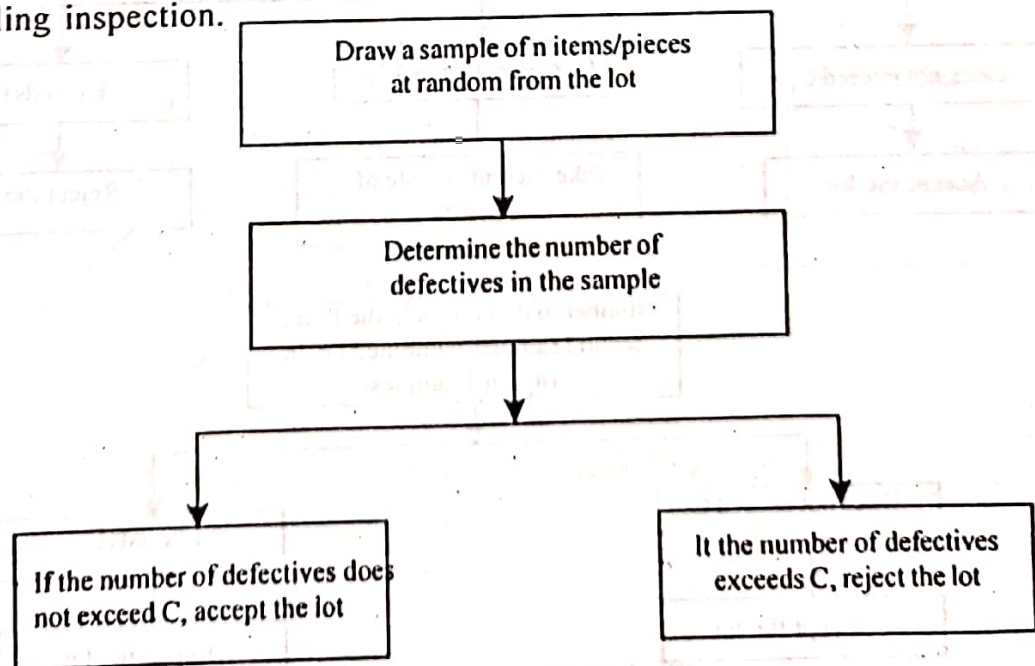 inspection.
Draw a sample of n items/pieces
at random from the lot
Determine the number of
defectives in the sample
If the number of defectives does
not exceed C, accept the lot
It the number of defectives
exceeds C, reject the lot